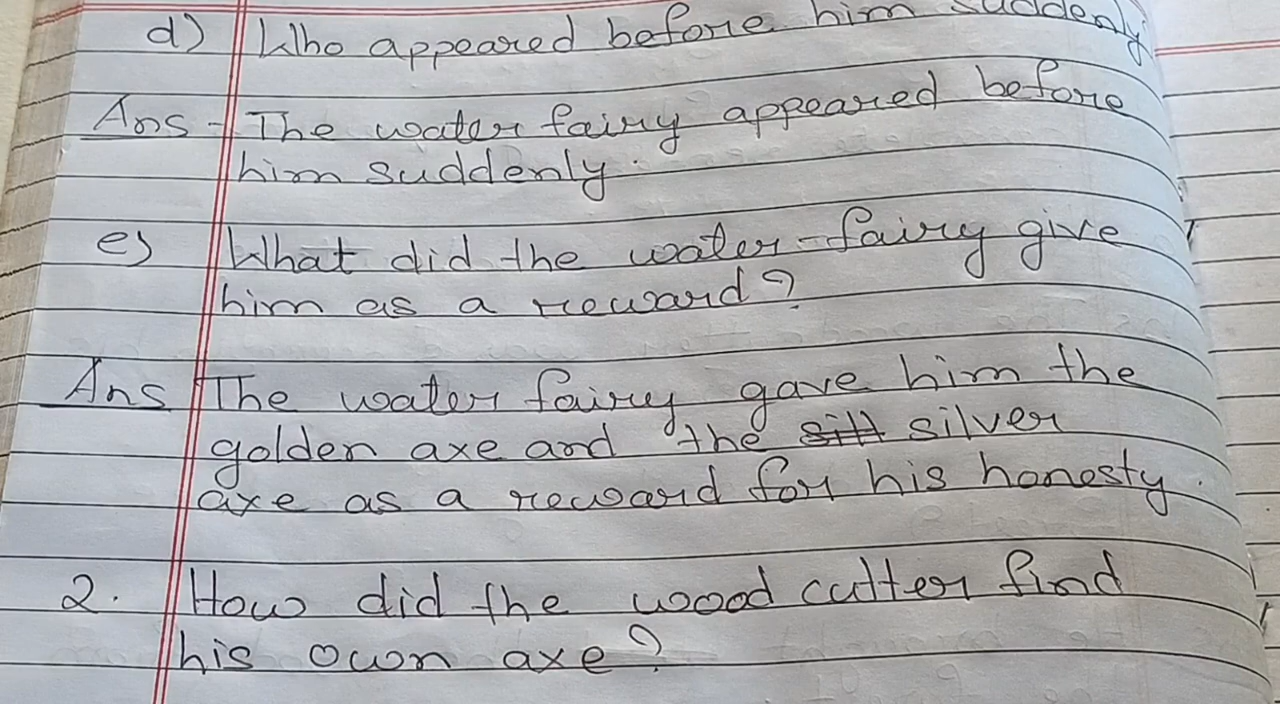 d) Who appeared before him suddenly
Ans - The water fairy appeared before
him suddenly.
e) What did the water-fairy give
him as a reward?
Ans The water fairy gave him the
golden axe and the silver
axe as a reward for his honesty.
2. How did the wood cutter find
his own axe?